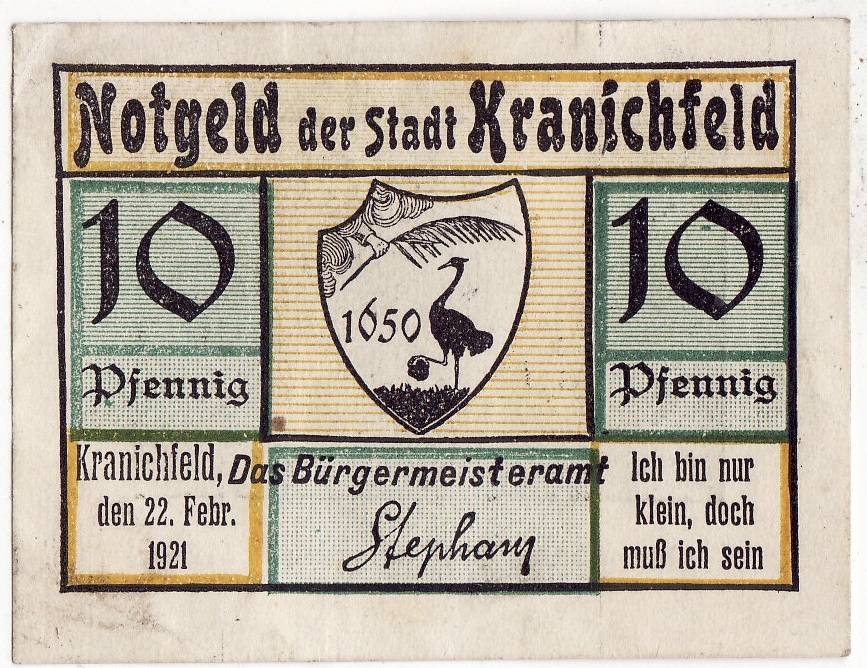 Notgeld der Stadt Kranichfeld
10
Pfennig
1650
10
Pfennig
Kranichfeld,
den 22. Febr.
1921
Das Bürgermeisteramt
Stephany
Ich bin nur
klein, doch
muß ich sein